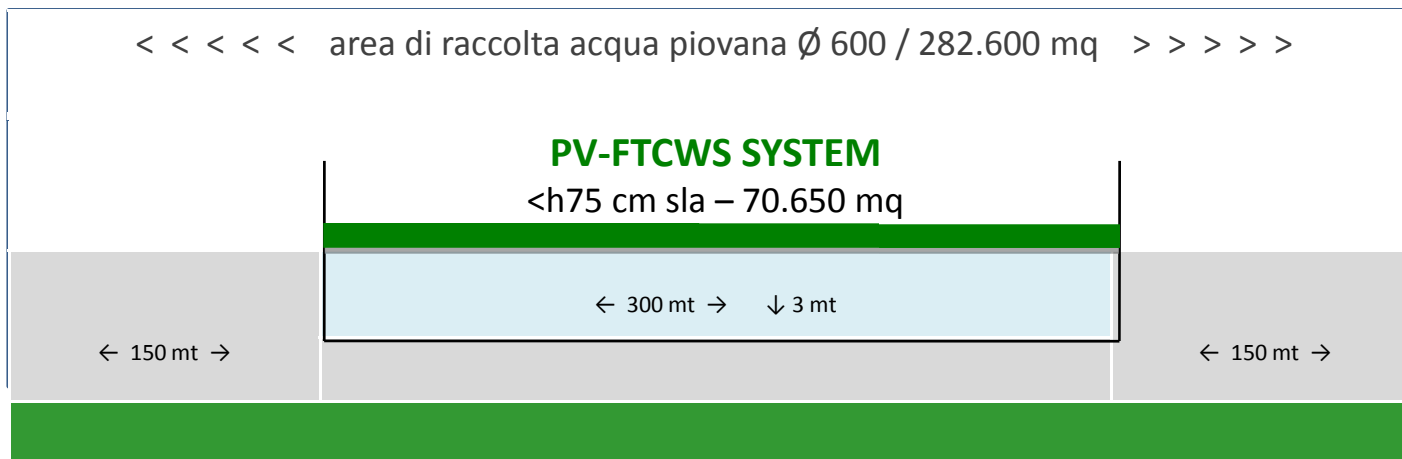 < < < < < area di raccolta acqua piovana Ø 600 / 282.600 mq > > > > >
PV-FTCWS SYSTEM
<h75 cm sla – 70.650 mq
← 300 mt → ↓ 3 mt
← 150 mt →
← 150 mt →